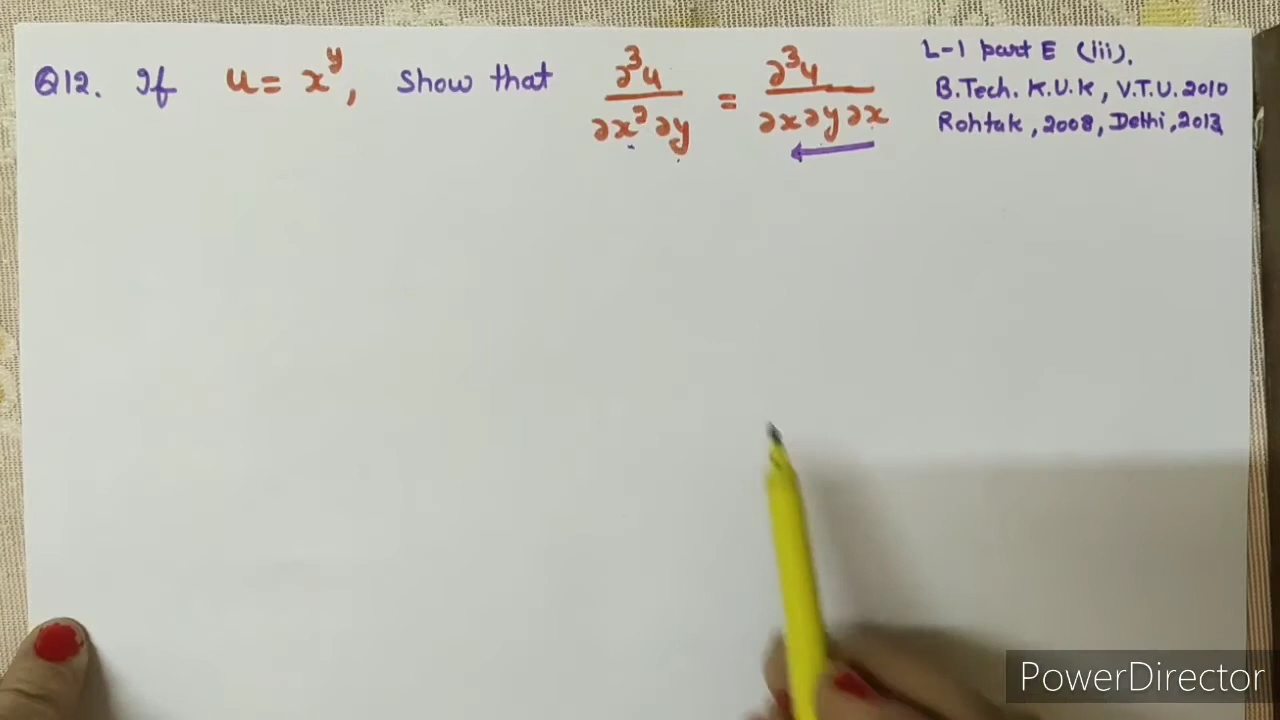 Q12. If u = x^y, Show that ∂³u/∂x²∂y = ∂³u/∂x∂y∂x
L-1 part E (iii).
B.Tech. K.U.K, V.T.U. 2010
Rohtak, 2008, Delhi, 2013
PowerDirector